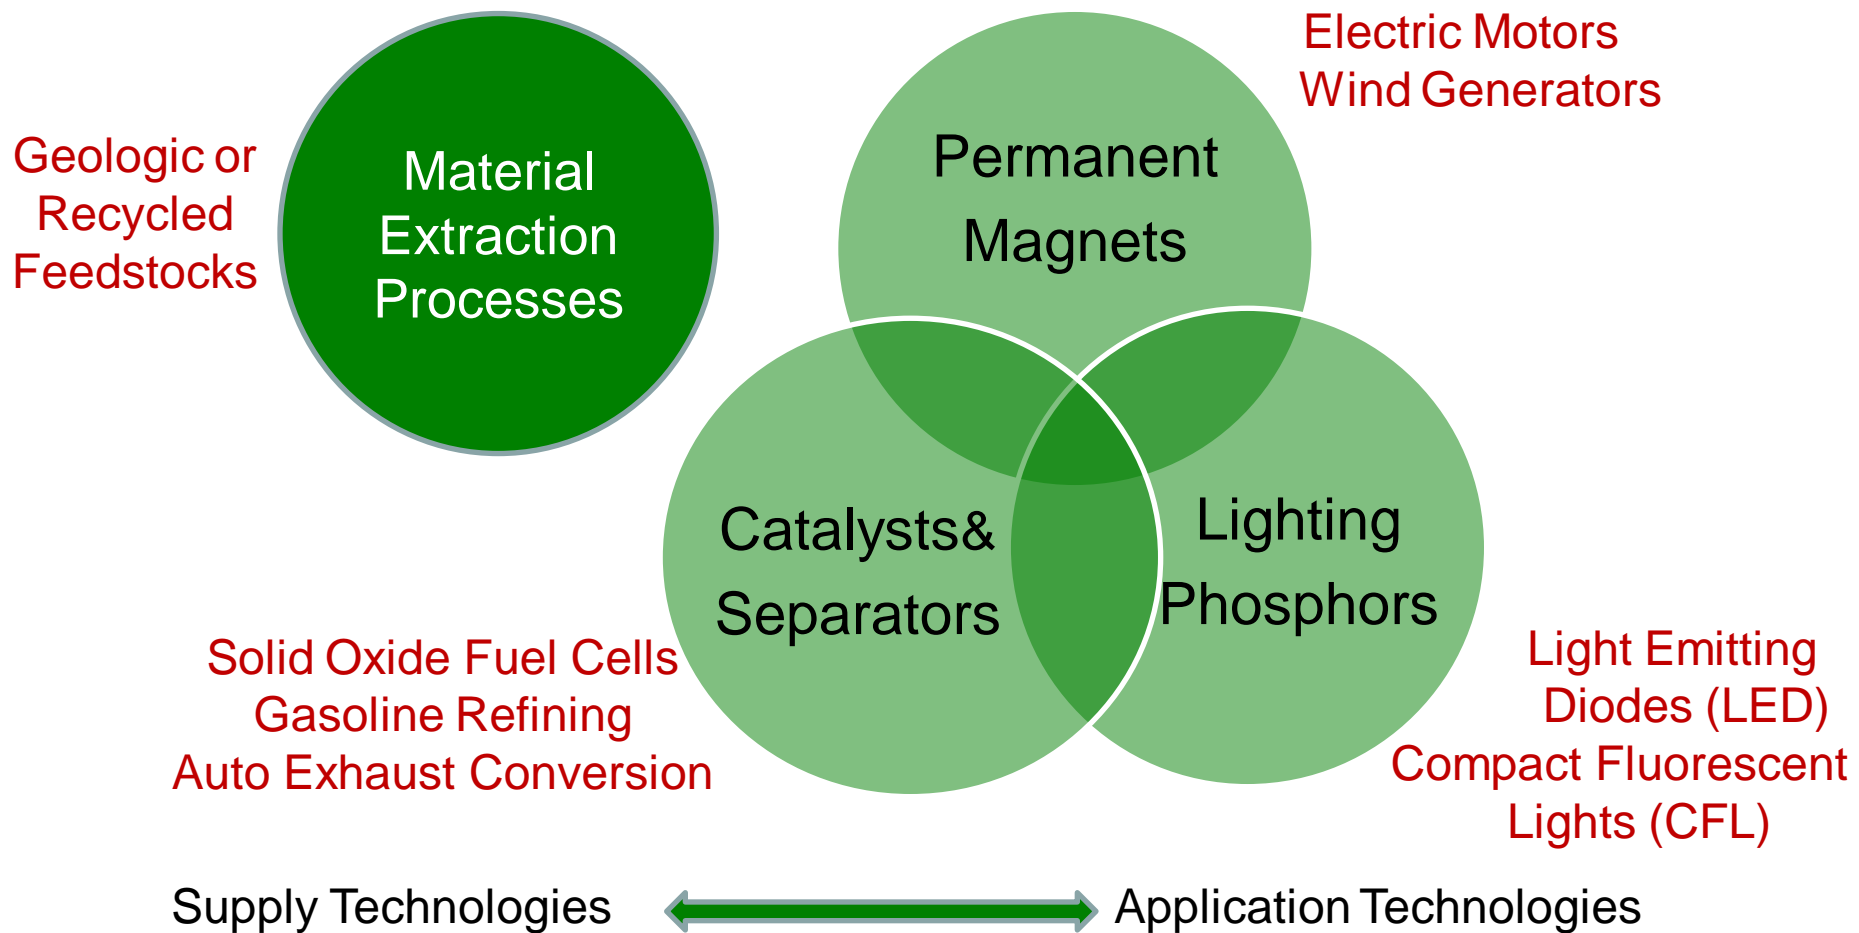 Geologic or
Recycled
Feedstocks
Material
Extraction
Processes
Electric Motors
Wind Generators
Permanent
Magnets
Catalysts&
Separators
Lighting
Phosphors
Solid Oxide Fuel Cells
Gasoline Refining
Auto Exhaust Conversion
Light Emitting
Diodes (LED)
Compact Fluorescent
Lights (CFL)
Supply Technologies
Application Technologies